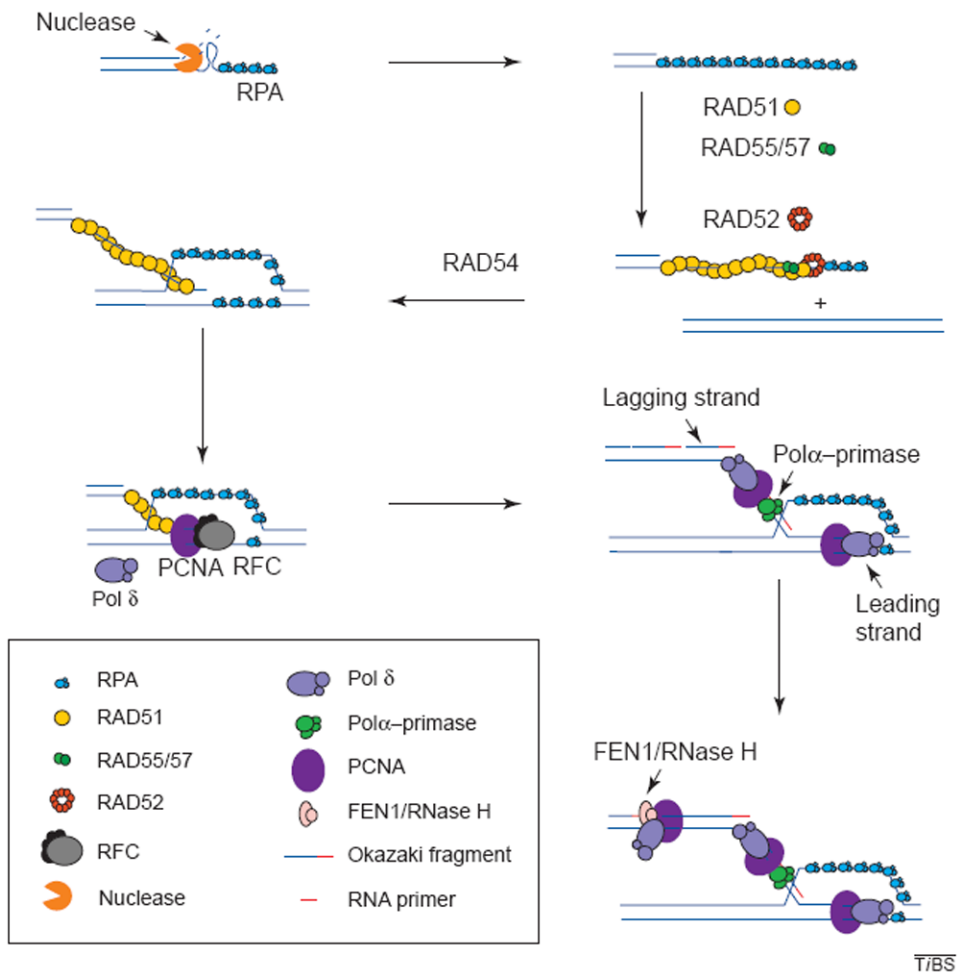 Nuclease
RPA
RAD51
RAD55/57
RAD52
RAD54
+
Lagging strand
Polα–primase
PCNA RFC
Pol δ
Leading
strand
RPA
RAD51
RAD55/57
RAD52
RFC
Nuclease
Pol δ
Polα–primase
PCNA
FEN1/RNase H
Okazaki fragment
RNA primer
FEN1/RNase H
TiBS